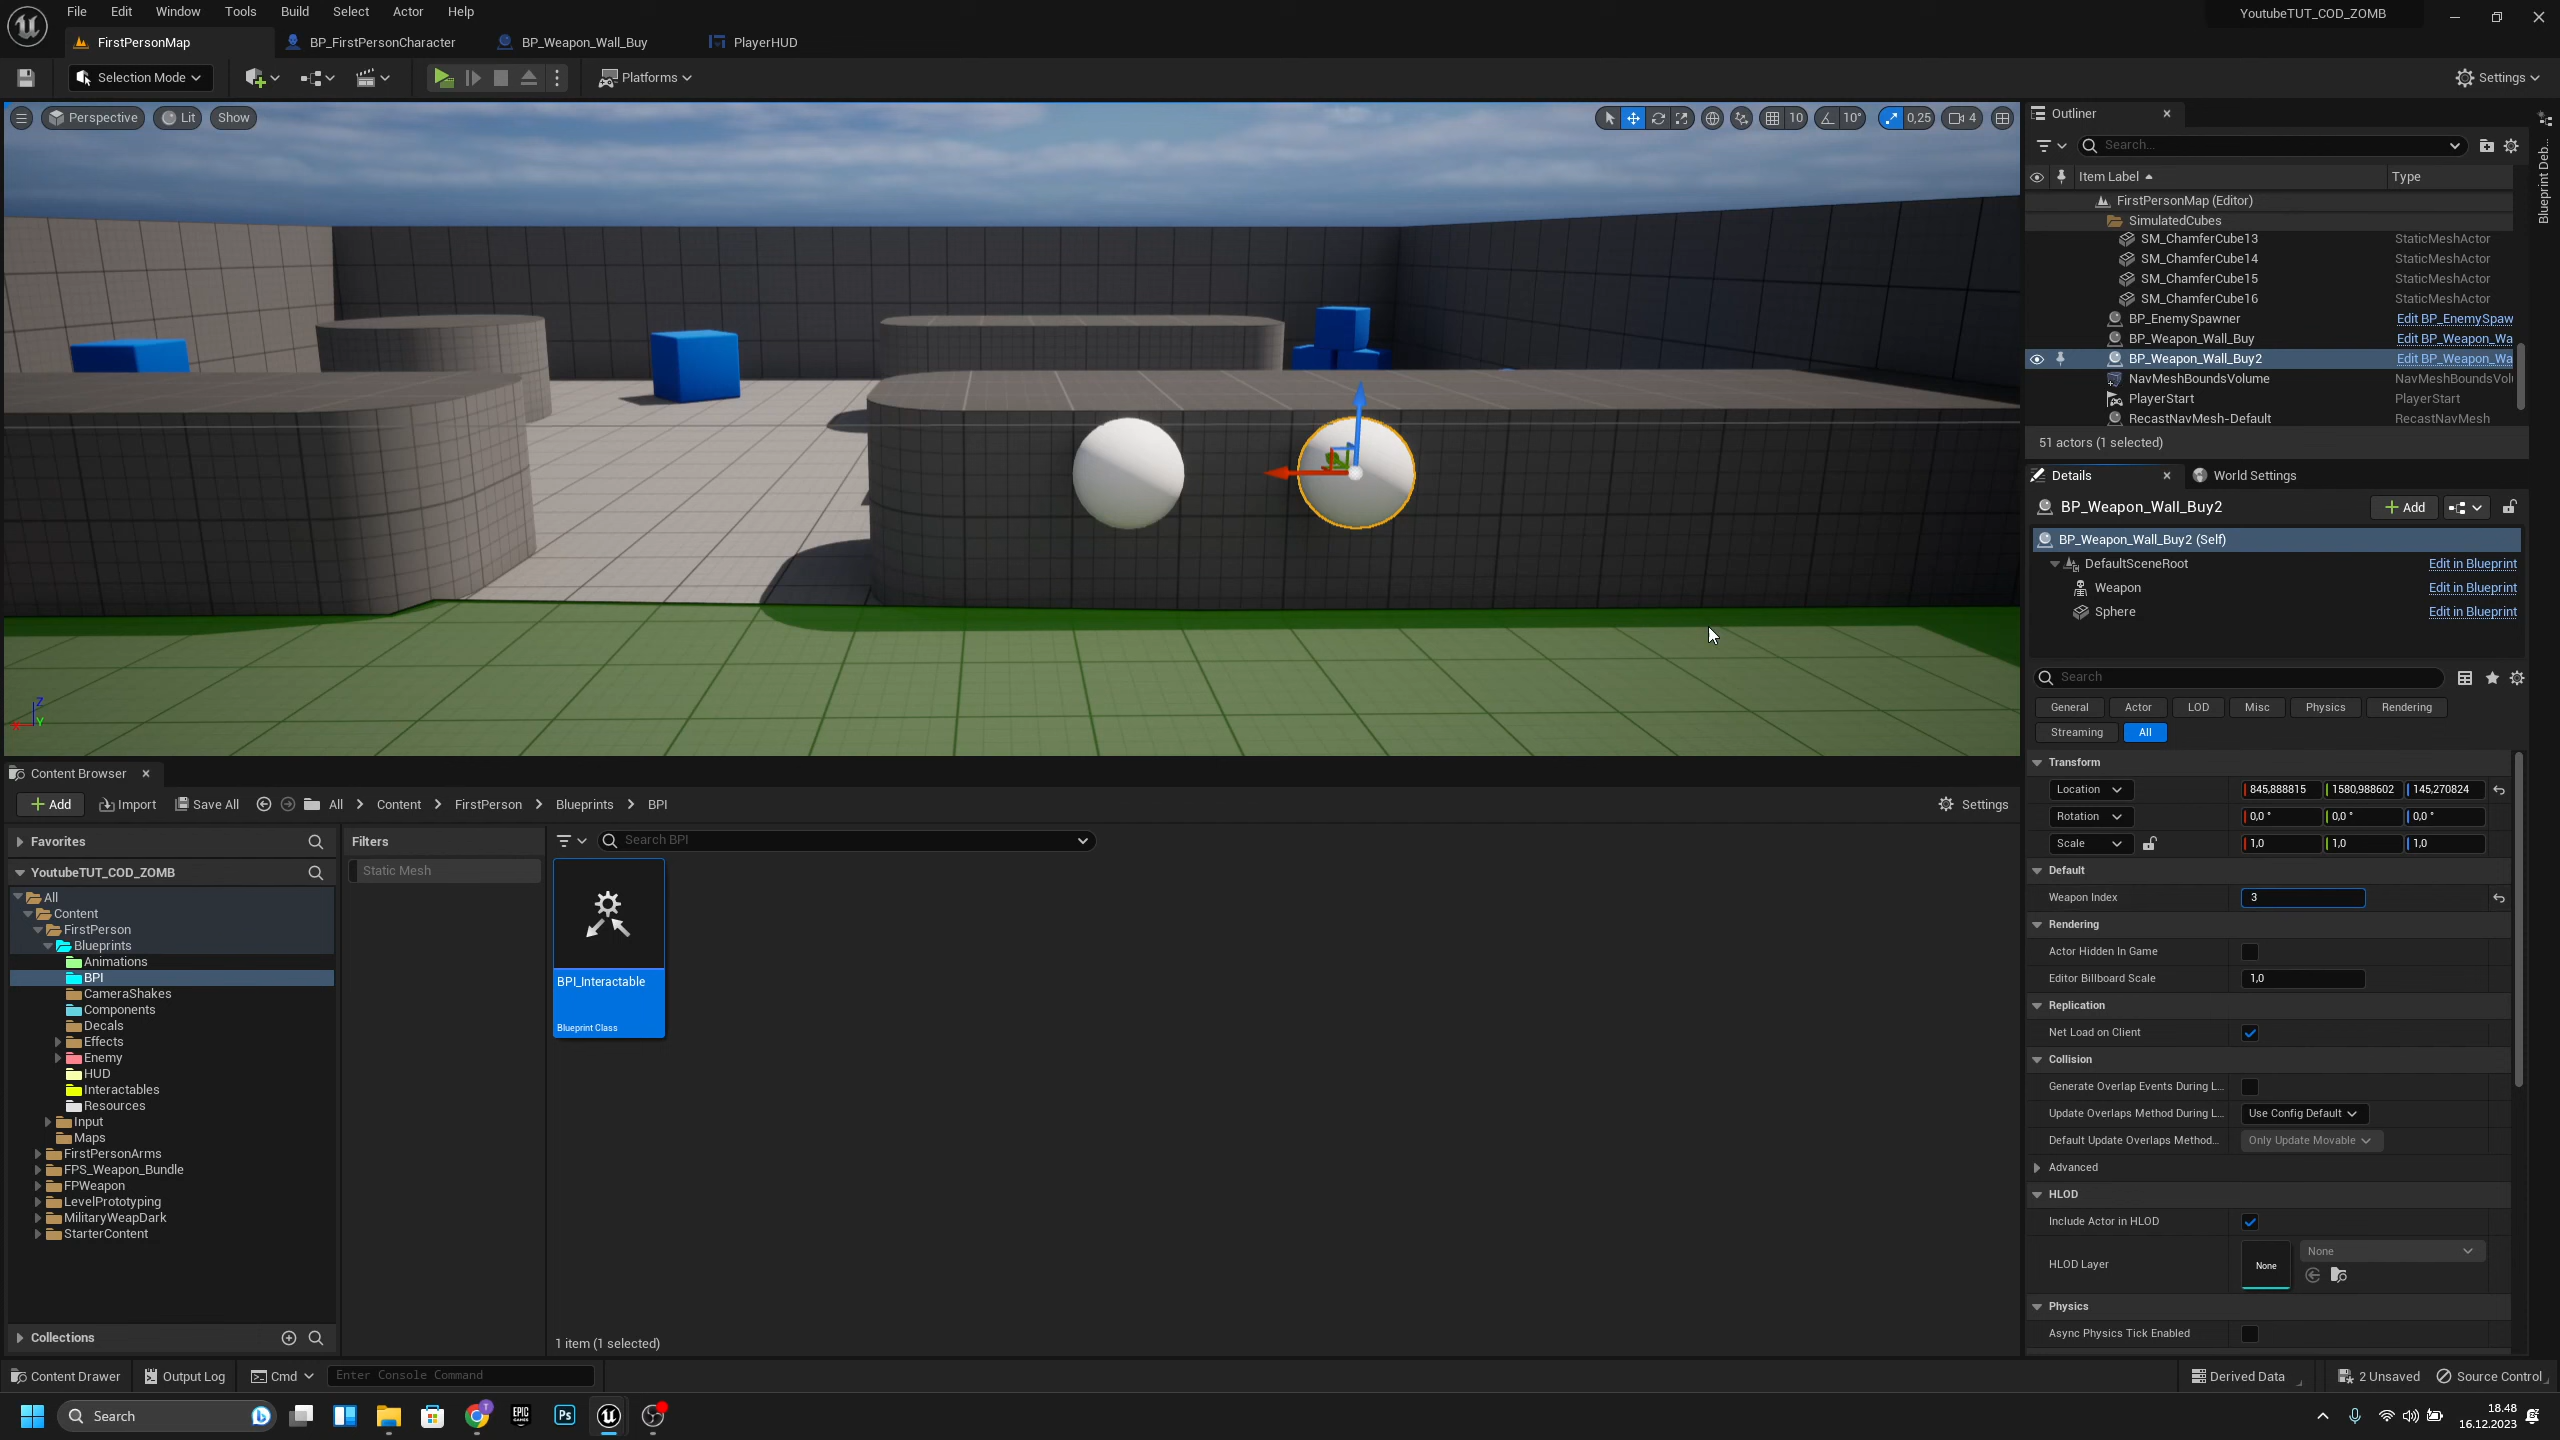 File Edit Window Tools Build Select Actor Help
YoutubeTUT_COD_ZOMB
FirstPersonMap BP_FirstPersonCharacter BP_Weapon_Wall_Buy PlayerHUD
Selection Mode Platforms Settings
Perspective Lit Show 10 10° 0,25 4
Outliner
Blueprint Deb...
Search...
Item Label Type
FirstPersonMap (Editor)
SimulatedCubes
SM_ChamferCube13 StaticMeshActor
SM_ChamferCube14 StaticMeshActor
SM_ChamferCube15 StaticMeshActor
SM_ChamferCube16 StaticMeshActor
BP_EnemySpawner Edit BP_EnemySpaw
BP_Weapon_Wall_Buy Edit BP_Weapon_Wa
BP_Weapon_Wall_Buy2 Edit BP_Weapon_Wa
NavMeshBoundsVolume NavMeshBoundsVolu
PlayerStart PlayerStart
RecastNavMesh-Default RecastNavMesh
51 actors (1 selected)
Details World Settings
BP_Weapon_Wall_Buy2 Add
BP_Weapon_Wall_Buy2 (Self)
DefaultSceneRoot Edit in Blueprint
Weapon Edit in Blueprint
Sphere Edit in Blueprint
Search
General Actor LOD Misc Physics Rendering
Streaming All
Transform
Location 845,888815 1580,988602 145,270824
Rotation 0,0 ° 0,0 ° 0,0 °
Scale 1,0 1,0 1,0
Default
Weapon Index 3
Rendering
Actor Hidden In Game
Editor Billboard Scale 1,0
Replication
Net Load on Client
Collision
Generate Overlap Events During L...
Update Overlaps Method During L... Use Config Default
Default Update Overlaps Method... Only Update Movable
Advanced
HLOD
Include Actor in HLOD
HLOD Layer None None
Physics
Async Physics Tick Enabled
Z
Y
Content Browser
Add Import Save All All Content FirstPerson Blueprints BPI Settings
Favorites
Filters
Search BPI
YoutubeTUT_COD_ZOMB
Static Mesh
All
Content
FirstPerson
Blueprints
Animations
BPI
CameraShakes
Components
Decals
Effects
Enemy
HUD
Interactables
Resources
Input
Maps
FirstPersonArms
FPS_Weapon_Bundle
FPWeapon
LevelPrototyping
MilitaryWeapDark
StarterContent
BPI_Interactable
Blueprint Class
Collections
1 item (1 selected)
Content Drawer Output Log Cmd Enter Console Command Derived Data 2 Unsaved Source Control
Search
EPIC GAMES
Ps
18.48
16.12.2023